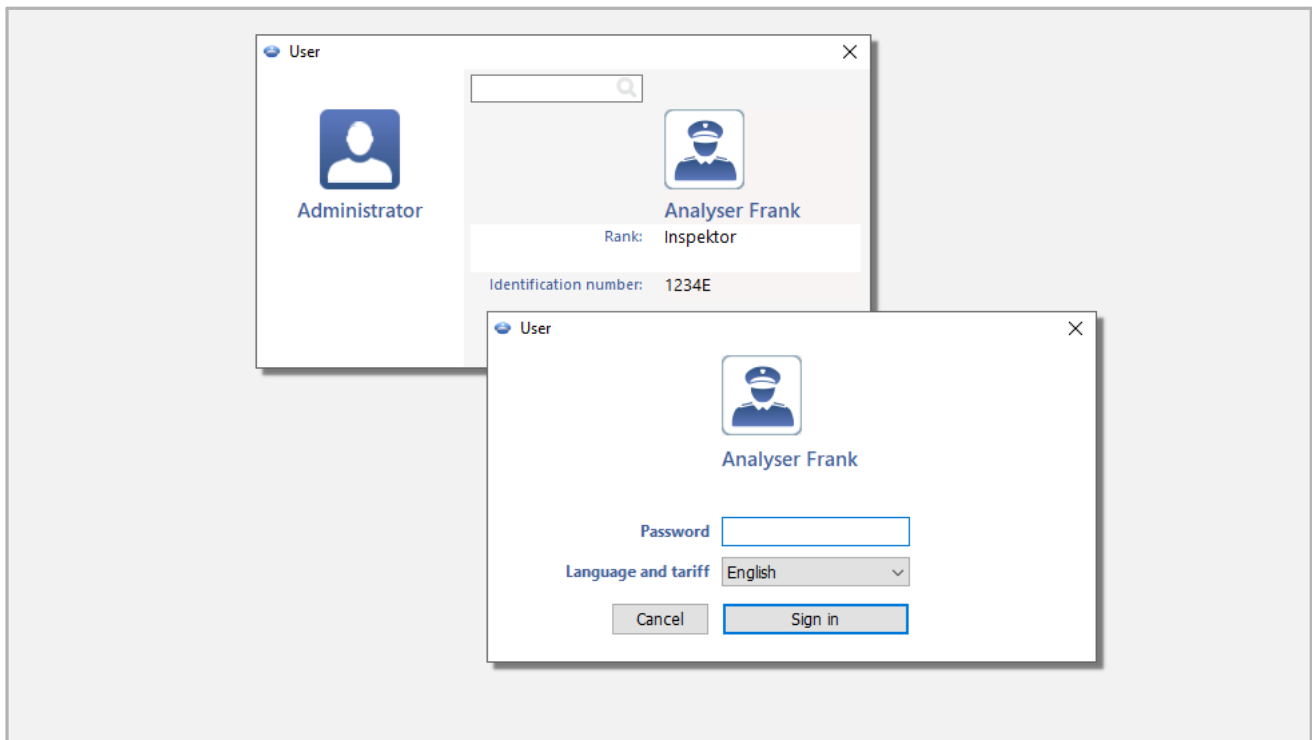 User
Administrator
Analyser Frank
Rank: Inspektor
Identification number: 1234E
User
Analyser Frank
Password
Language and tariff English
Cancel Sign in